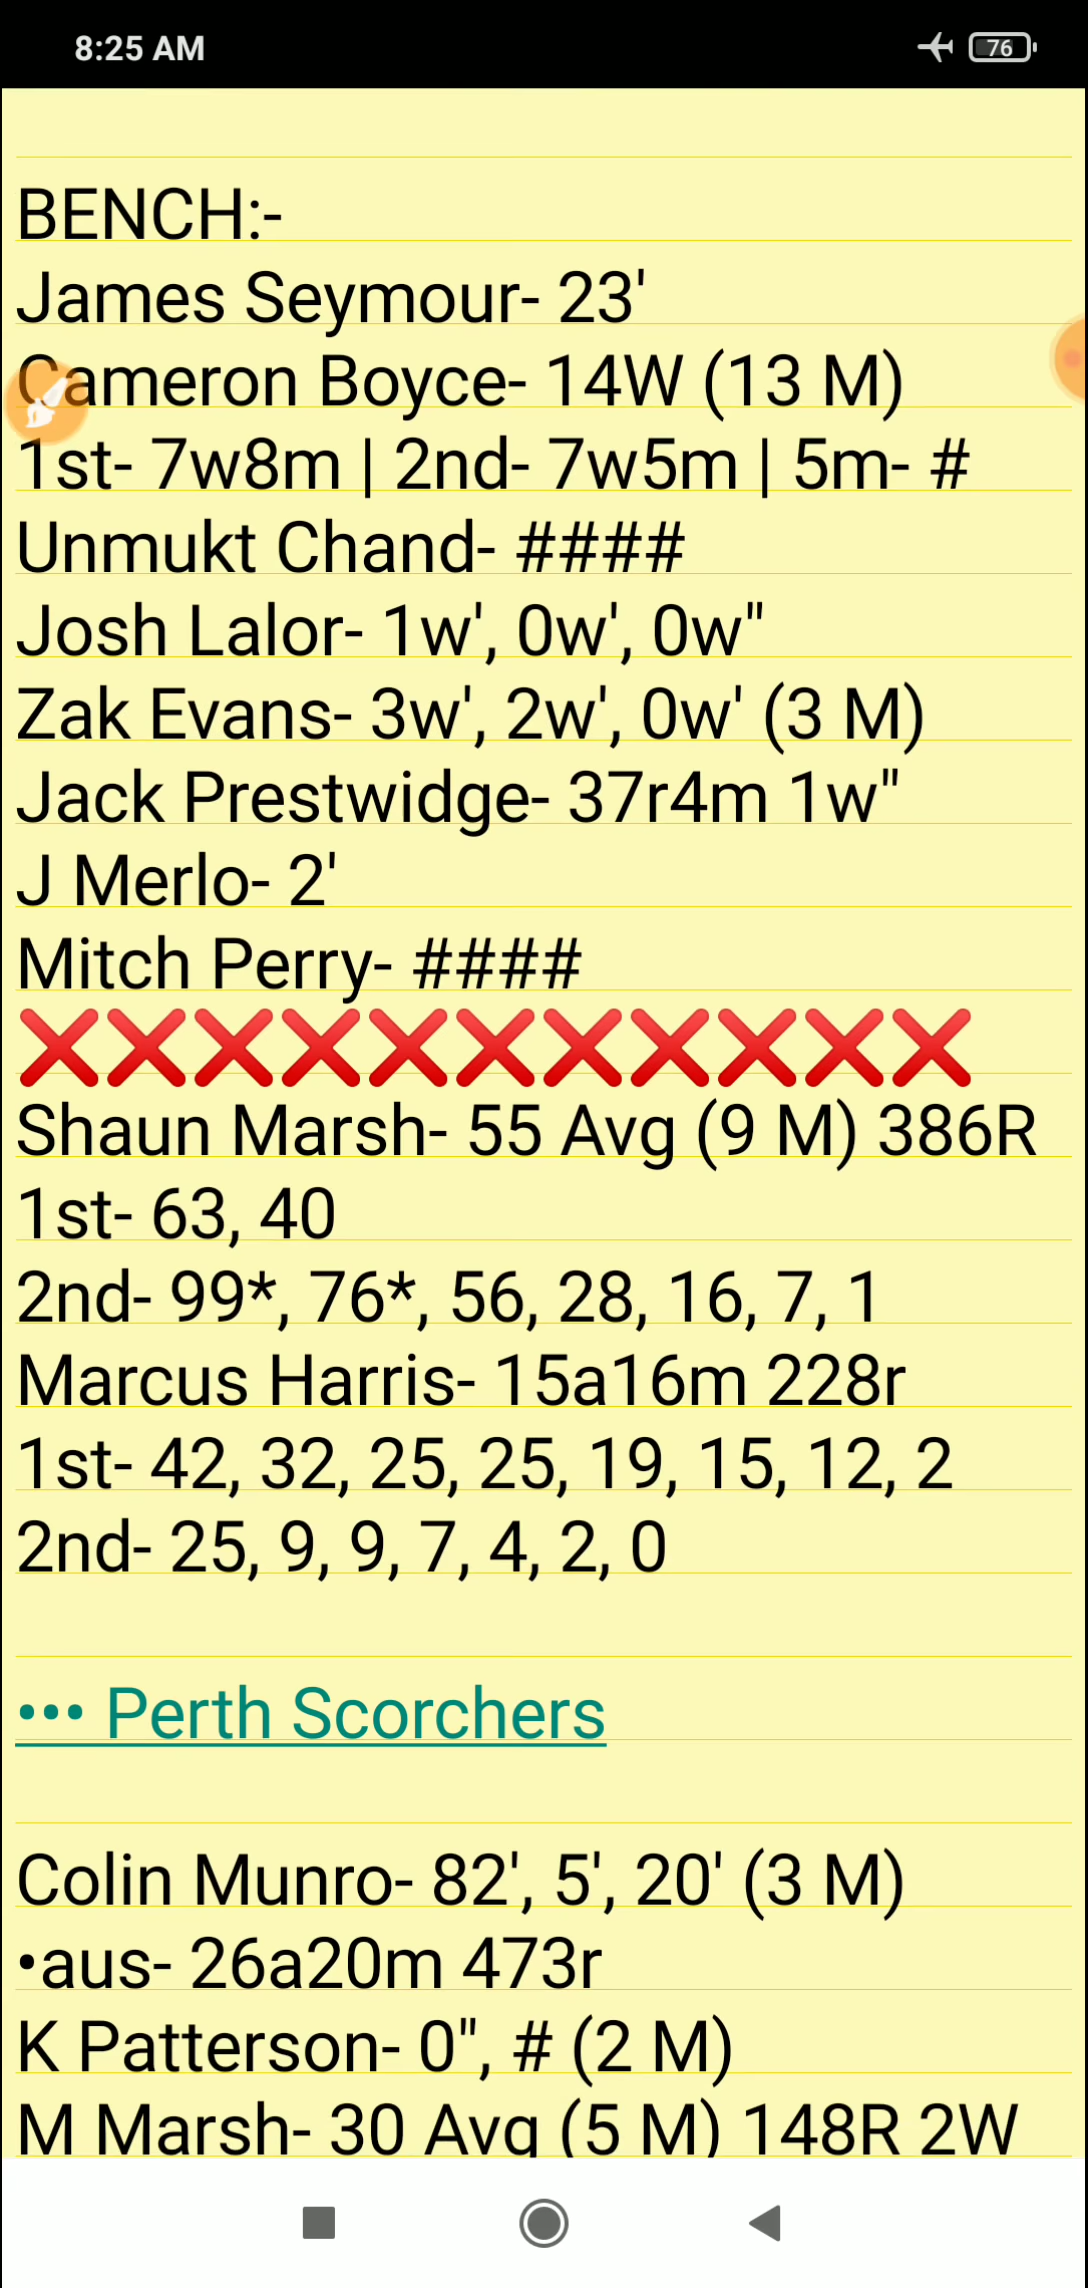 8:25 AM
76
BENCH:-
James Seymour- 23'
Cameron Boyce- 14W (13 M)
1st- 7w8m | 2nd- 7w5m | 5m- #
Unmukt Chand- ####
Josh Lalor- 1w', 0w', 0w"
Zak Evans- 3w', 2w', 0w' (3 M)
Jack Prestwidge- 37r4m 1w"
J Merlo- 2'
Mitch Perry- ####
❌❌❌❌❌❌❌❌❌❌❌
Shaun Marsh- 55 Avg (9 M) 386R
1st- 63, 40
2nd- 99*, 76*, 56, 28, 16, 7, 1
Marcus Harris- 15a16m 228r
1st- 42, 32, 25, 25, 19, 15, 12, 2
2nd- 25, 9, 9, 7, 4, 2, 0
••• Perth Scorchers
Colin Munro- 82', 5', 20' (3 M)
•aus- 26a20m 473r
K Patterson- 0", # (2 M)
M Marsh- 30 Avg (5 M) 148R 2W